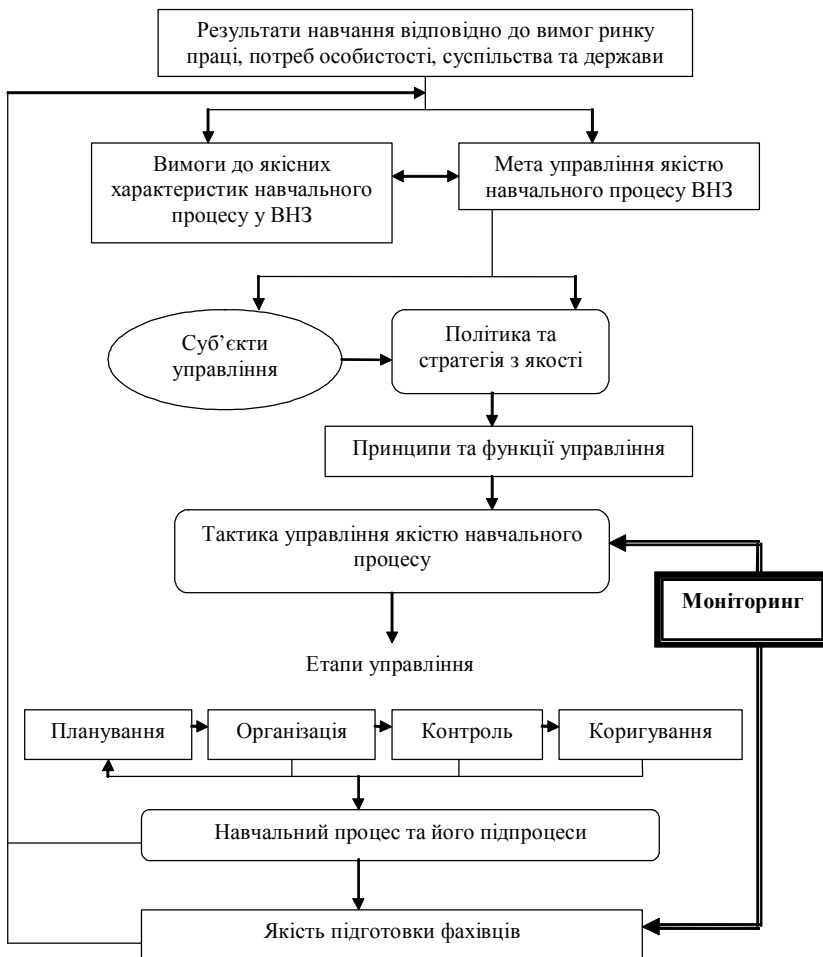 Результати навчання відповідно до вимог ринку
праці, потреб особистості, суспільства та держави
Вимоги до якісних
характеристик навчального
процесу у ВНЗ
Мета управління якістю
навчального процесу ВНЗ
Суб’єкти
управління
Політика та
стратегія з якості
Принципи та функції управління
Тактика управління якістю навчального
процесу
Моніторинг
Етапи управління
Планування
Організація
Контроль
Коригування
Навчальний процес та його підпроцеси
Якість підготовки фахівців